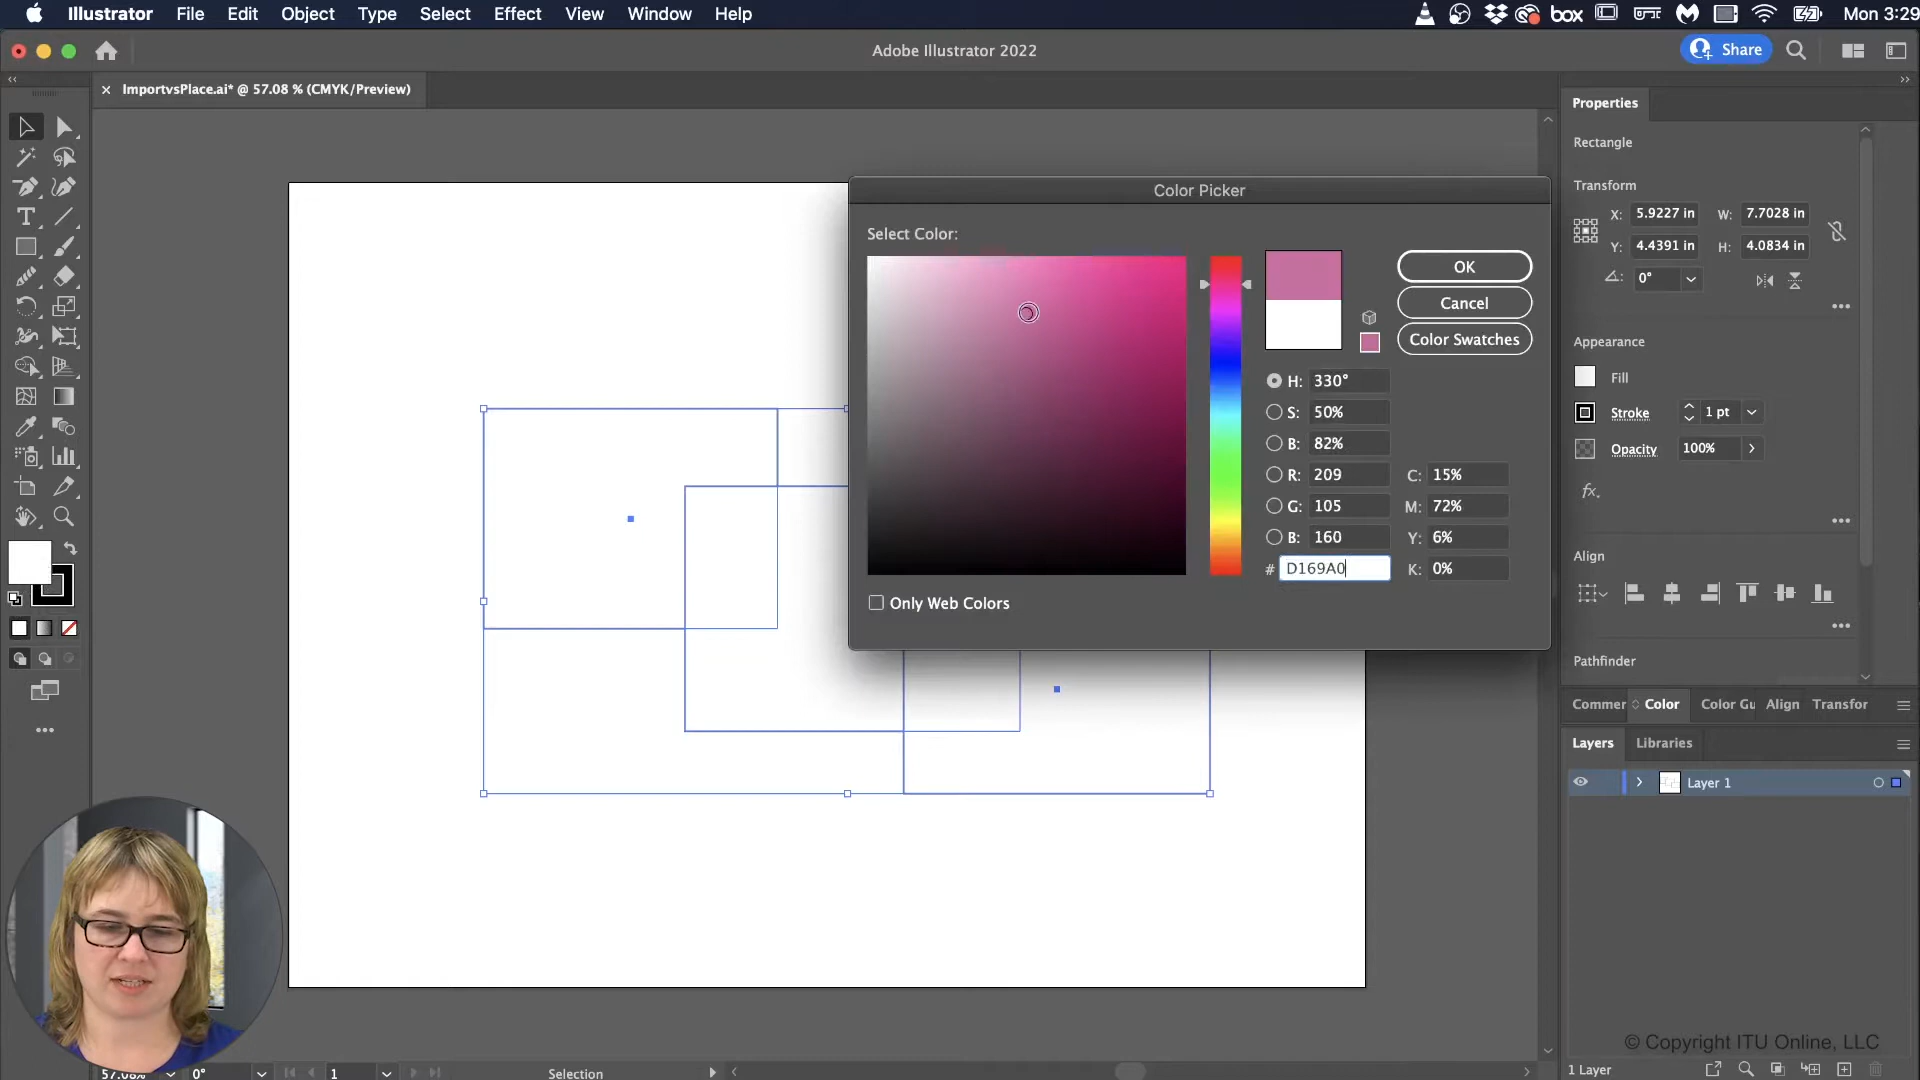 Illustrator File Edit Object Type Select Effect View Window Help
box
Mon 3:29
Adobe Illustrator 2022
Share
ImportvsPlace.ai* @ 57.08 % (CMYK/Preview)
Properties
Rectangle
Transform
X: 5.9227 in W: 7.7028 in
Y: 4.4391 in H: 4.0834 in
0°
Appearance
Fill
Stroke 1 pt
Opacity 100%
fx.
Align
Pathfinder
Color Picker
Select Color:
OK
Cancel
Color Swatches
H: 330°
S: 50%
B: 82%
R: 209 C: 15%
G: 105 M: 72%
B: 160 Y: 6%
# D169A0 K: 0%
Only Web Colors
Commer Color Color Gu Align Transfor
Layers Libraries
Layer 1
© Copyright ITU Online, LLC
57.08% 0° 1 Selection
1 Layer